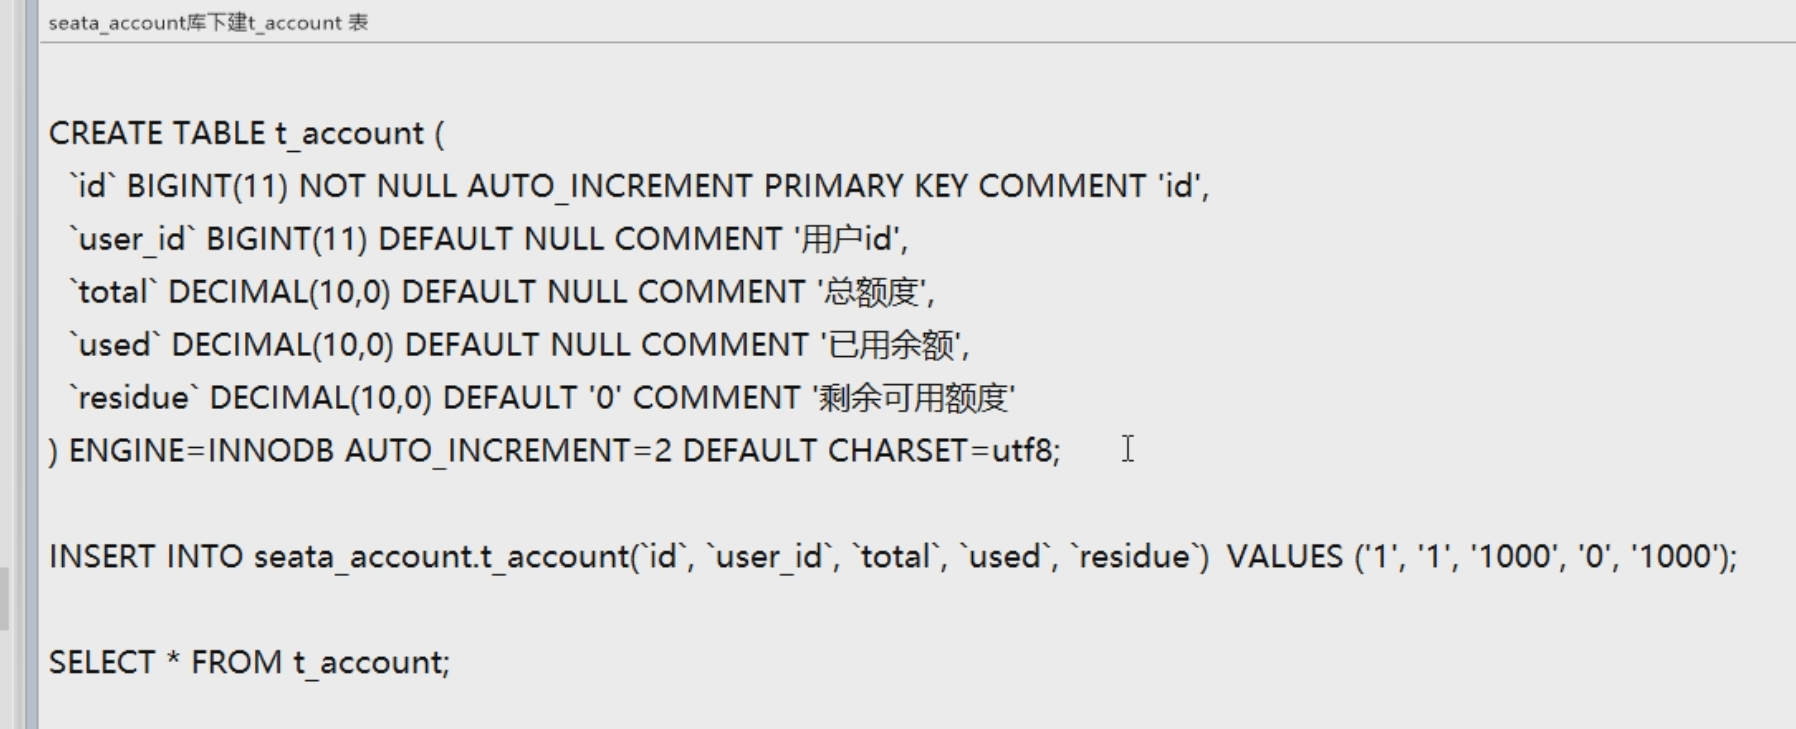 seata_account库下建t_account 表
CREATE TABLE t_account (
`id` BIGINT(11) NOT NULL AUTO_INCREMENT PRIMARY KEY COMMENT 'id',
`user_id` BIGINT(11) DEFAULT NULL COMMENT '用户id',
`total` DECIMAL(10,0) DEFAULT NULL COMMENT '总额度',
`used` DECIMAL(10,0) DEFAULT NULL COMMENT '已用余额',
`residue` DECIMAL(10,0) DEFAULT '0' COMMENT '剩余可用额度'
) ENGINE=INNODB AUTO_INCREMENT=2 DEFAULT CHARSET=utf8;
INSERT INTO seata_account.t_account(`id`, `user_id`, `total`, `used`, `residue`) VALUES ('1', '1', '1000', '0', '1000');
SELECT * FROM t_account;